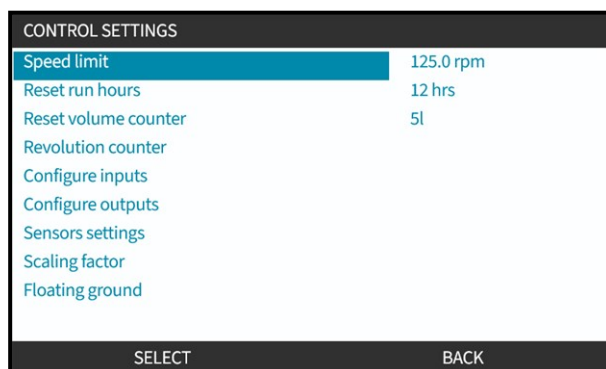 CONTROL SETTINGS
Speed limit 125.0 rpm
Reset run hours 12 hrs
Reset volume counter 5l
Revolution counter
Configure inputs
Configure outputs
Sensors settings
Scaling factor
Floating ground
SELECT BACK